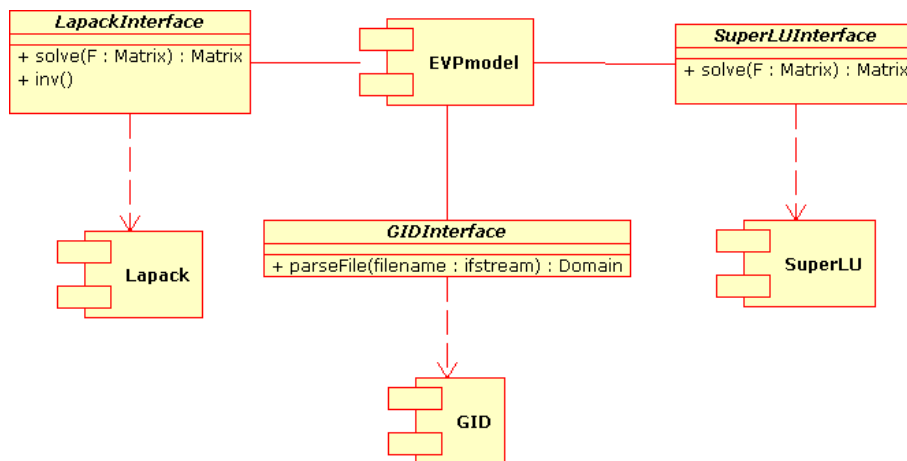 LapackInterface
+ solve(F : Matrix) : Matrix
+ inv()
EVPmodel
SuperLUInterface
+ solve(F : Matrix) : Matrix
GIDInterface
+ parseFile(filename : ifstream) : Domain
Lapack
SuperLU
GID